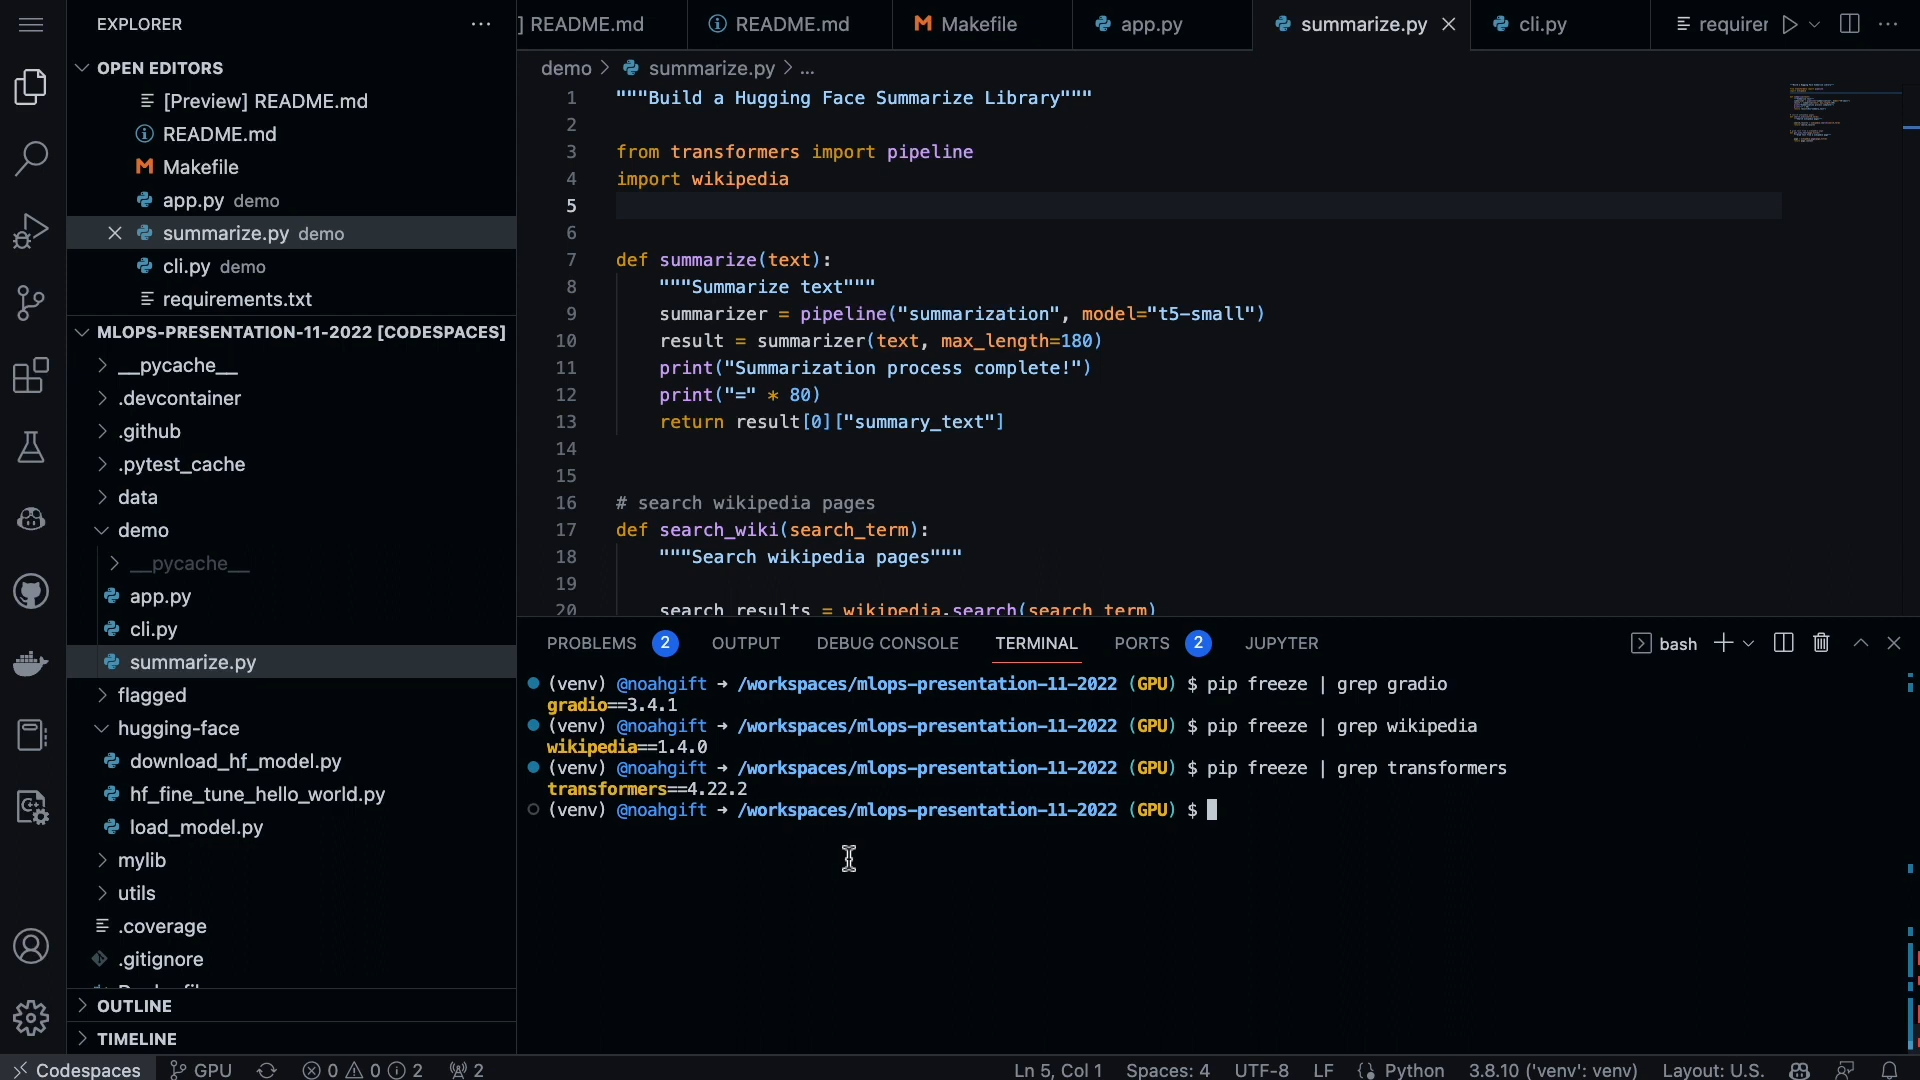 EXPLORER
] README.md
README.md
Makefile
app.py
summarize.py
cli.py
requirer
OPEN EDITORS
[Preview] README.md
README.md
Makefile
app.py demo
summarize.py demo
cli.py demo
requirements.txt
MLOPS-PRESENTATION-11-2022 [CODESPACES]
__pycache__
.devcontainer
.github
.pytest_cache
data
demo
__pycache__
app.py
cli.py
summarize.py
flagged
hugging-face
download_hf_model.py
hf_fine_tune_hello_world.py
load_model.py
mylib
utils
.coverage
.gitignore
OUTLINE
TIMELINE
demo > summarize.py > ...
1 """Build a Hugging Face Summarize Library"""
2
3 from transformers import pipeline
4 import wikipedia
5
6
7 def summarize(text):
8 """Summarize text"""
9 summarizer = pipeline("summarization", model="t5-small")
10 result = summarizer(text, max_length=180)
11 print("Summarization process complete!")
12 print("=" * 80)
13 return result[0]["summary_text"]
14
15
16 # search wikipedia pages
17 def search_wiki(search_term):
18 """Search wikipedia pages"""
19
20 search_results = wikipedia.search(search_term)
PROBLEMS 2 OUTPUT DEBUG CONSOLE TERMINAL PORTS 2 JUPYTER bash
(venv) @noahgift → /workspaces/mlops-presentation-11-2022 (GPU) $ pip freeze | grep gradio
gradio==3.4.1
(venv) @noahgift → /workspaces/mlops-presentation-11-2022 (GPU) $ pip freeze | grep wikipedia
wikipedia==1.4.0
(venv) @noahgift → /workspaces/mlops-presentation-11-2022 (GPU) $ pip freeze | grep transformers
transformers==4.22.2
(venv) @noahgift → /workspaces/mlops-presentation-11-2022 (GPU) $
Codespaces GPU 0 0 2 2 Ln 5, Col 1 Spaces: 4 UTF-8 LF Python 3.8.10 ('venv': venv) Layout: U.S.